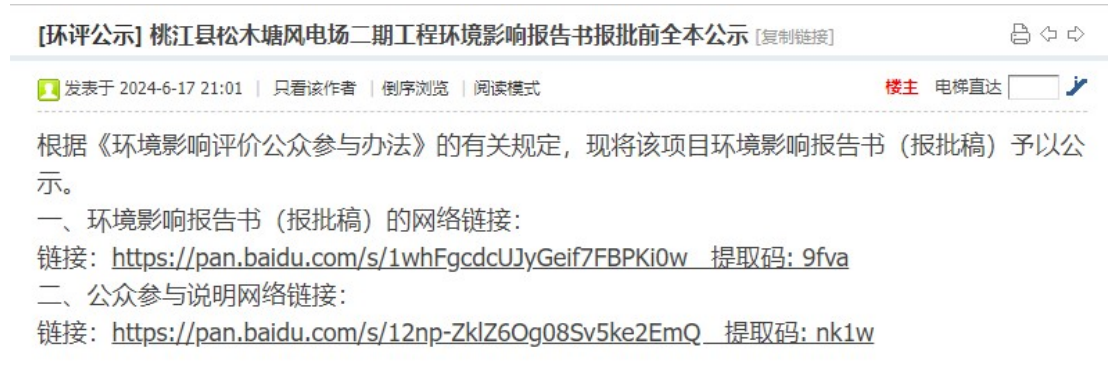 [环评公示] 桃江县松木塘风电场二期工程环境影响报告书报批前全本公示 [复制链接]
发表于 2024-6-17 21:01 | 只看该作者 | 倒序浏览 | 阅读模式 楼主 电梯直达
根据《环境影响评价公众参与办法》的有关规定，现将该项目环境影响报告书（报批稿）予以公
示。
一、环境影响报告书（报批稿）的网络链接：
链接：https://pan.baidu.com/s/1whFgcdcUJyGeif7FBPKi0w 提取码: 9fva
二、公众参与说明网络链接：
链接：https://pan.baidu.com/s/12np-ZklZ6Og08Sv5ke2EmQ 提取码: nk1w